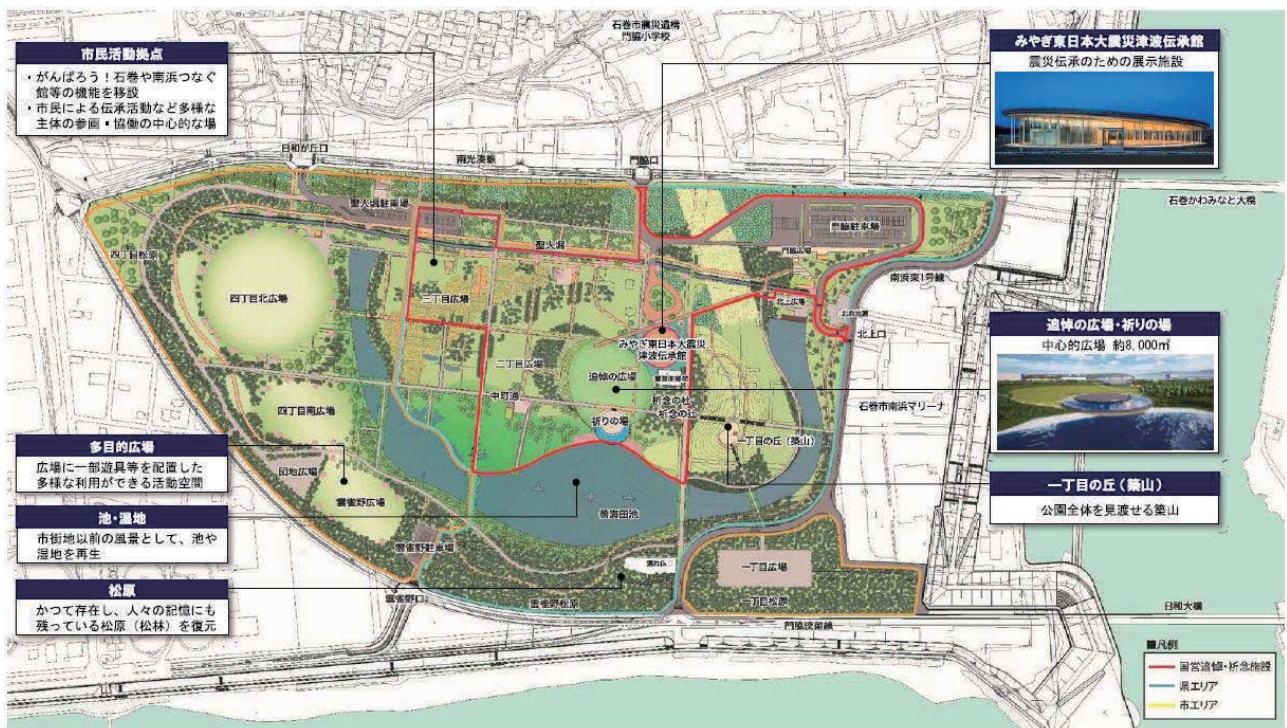 石巻市震災遺構
門脇小学校
市民活動拠点
・がんばろう！石巻や南浜つなぐ
館等の機能を移設
・市民による伝承活動など多様な
主体の参画・協働の中心的な場
みやぎ東日本大震災津波伝承館
震災伝承のための展示施設
日和が丘口
南光湊線
門脇口
石巻かわみなと大橋
聖人堀駐車場
聖人堀
門脇駐車場
門脇広場
南浜東1号線
四丁目松原
四丁目北広場
三丁目広場
北上広場
北上口
みやぎ東日本大震災
津波伝承館
二丁目広場
追悼の広場
中町通
祈念の杜
祈りの場
一丁目の丘（築山）
石巻市南浜マリーナ
追悼の広場・祈りの場
中心的広場 約8,000㎡
四丁目南広場
多目的広場
広場に一部遊具等を配置した
多様な利用ができる活動空間
団地広場
雲雀野広場
善海田池
一丁目の丘（築山）
公園全体を見渡せる築山
池・湿地
市街地以前の風景として、池や
湿地を再生
雲雀野駐車場
濡れ仏
一丁目広場
松原
かつて存在し、人々の記憶にも
残っている松原（松林）を復元
雲雀野口
雲雀野松原
一丁目松原
日和大橋
門脇流留線
■凡例
国営追悼・祈念施設
県エリア
市エリア